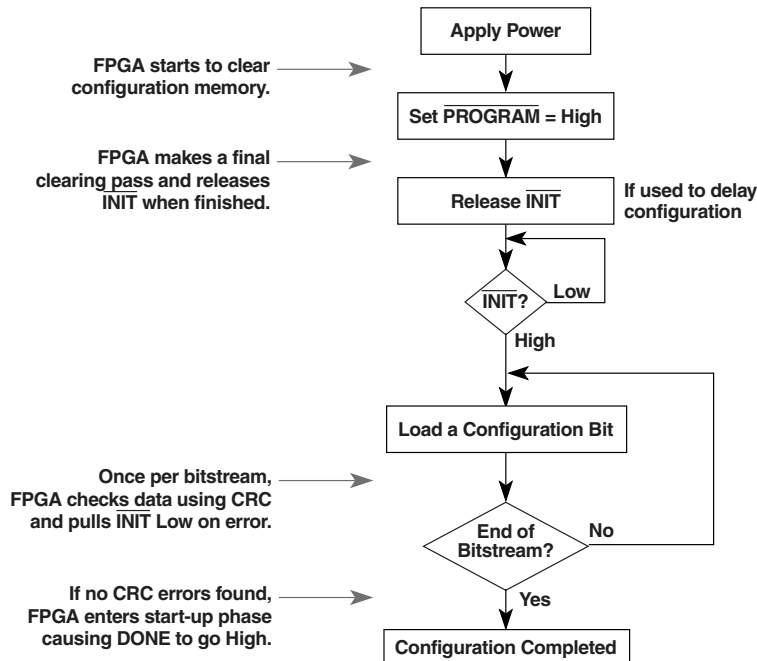 Apply Power
FPGA starts to clear
configuration memory.
Set PROGRAM = High
FPGA makes a final
clearing pass and releases
INIT when finished.
Release INIT
If used to delay
configuration
INIT?
Low
High
Load a Configuration Bit
Once per bitstream,
FPGA checks data using CRC
and pulls INIT Low on error.
End of
Bitstream?
No
Yes
If no CRC errors found,
FPGA enters start-up phase
causing DONE to go High.
Configuration Completed